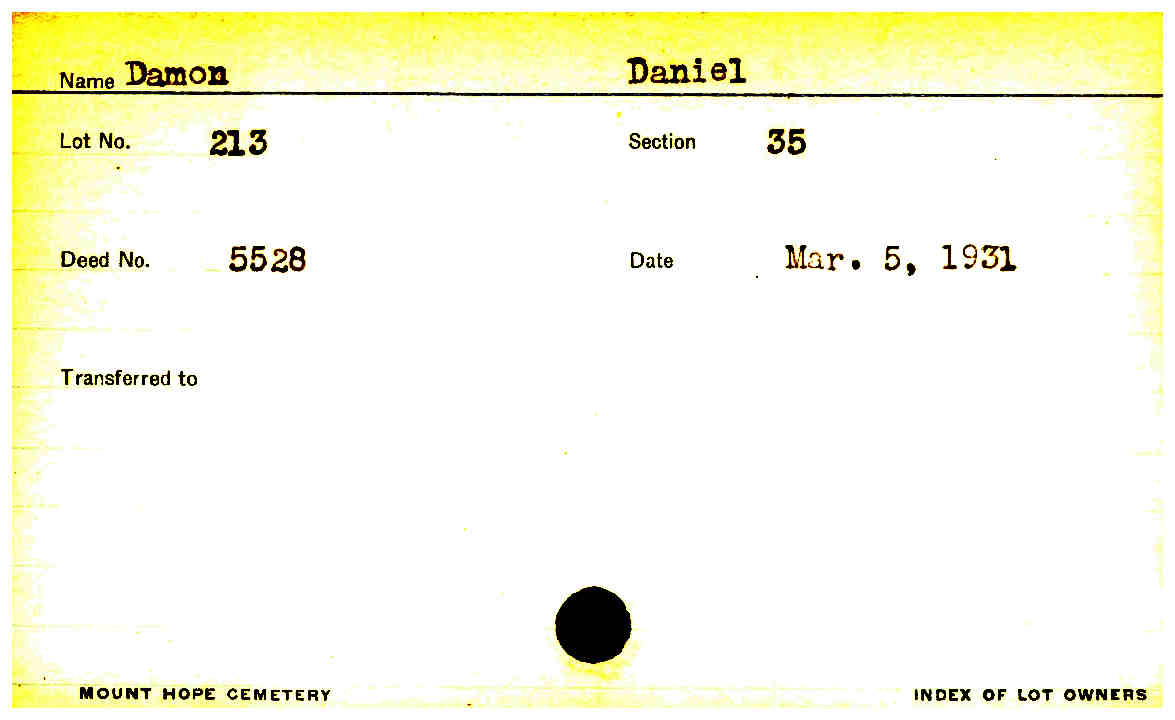 Name Damon Daniel
Lot No. 213 Section 35
Deed No. 5528 Date Mar. 5, 1931
Transferred to
MOUNT HOPE CEMETERY INDEX OF LOT OWNERS